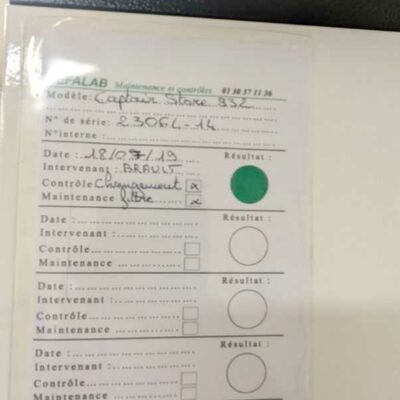 EFALAB Maintenance et contrôles 01 30 37 11 36
Modèle: Captair Store 832
N° de série: 23064-14
N°interne :
Date : 18/07/19 Résultat :
Intervenant : BRAULT
Contrôle Changement x
Maintenance filtre x
Date : Résultat :
Intervenant :
Contrôle
Maintenance
Date : Résultat :
Intervenant :
Contrôle
Maintenance
Date : Résultat :
Intervenant :
Contrôle
Maintenance